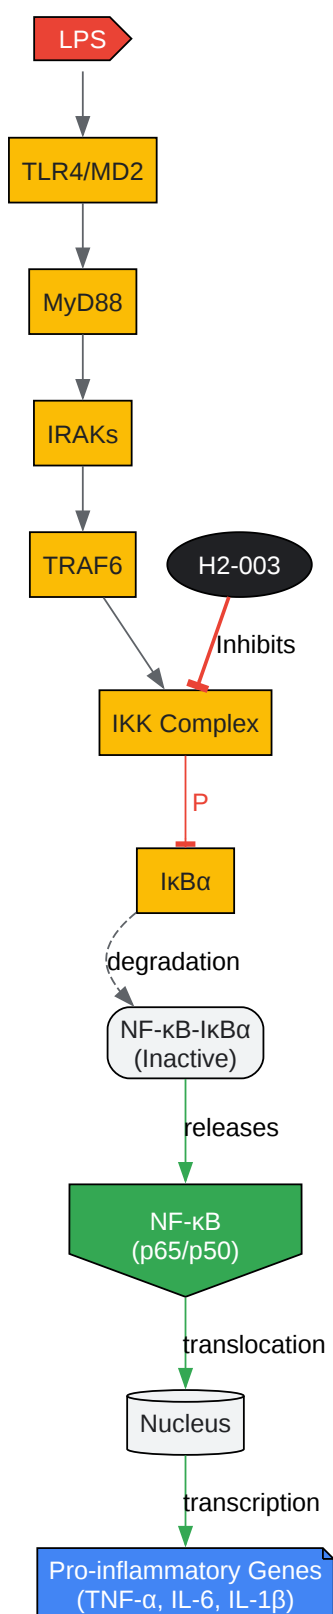 LPS
TLR4/MD2
MyD88
IRAKs
TRAF6
H2-003
Inhibits
IKK Complex
P
IκBα
degradation
NF-κB-IκBα
(Inactive)
releases
NF-κB
(p65/p50)
translocation
Nucleus
transcription
Pro-inflammatory Genes
(TNF-α, IL-6, IL-1β)